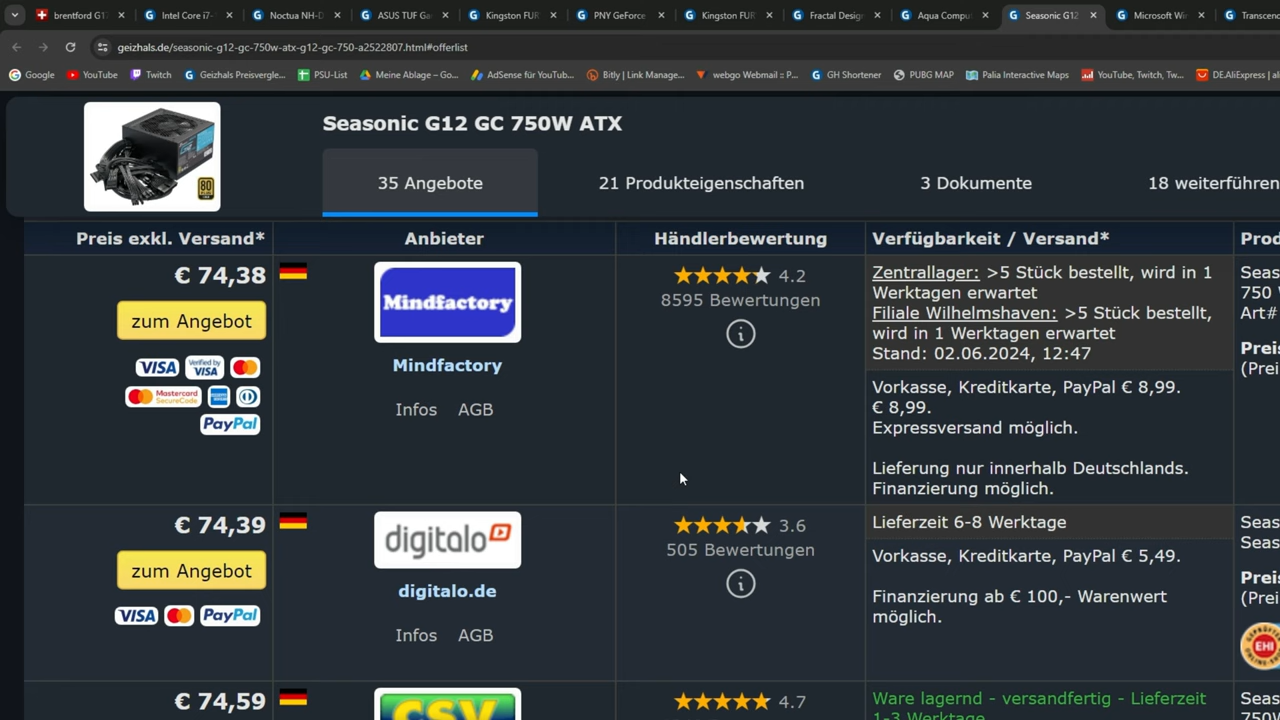 brentford G1
Intel Core i7-
Noctua NH-D
ASUS TUF Ga
Kingston FUR
PNY GeForce
Kingston FUR
Fractal Design
Aqua Compu
Seasonic G12
Microsoft Win
Transcend
geizhals.de/seasonic-g12-gc-750w-atx-g12-gc-750-a2522807.html#offerlist
Google
YouTube
Twitch
Geizhals Preisvergle...
PSU-List
Meine Ablage – Go...
AdSense für YouTub...
Bitly | Link Manage...
webgo Webmail :: P...
GH Shortener
PUBG MAP
Palia Interactive Maps
YouTube, Twitch, Tw...
DE.AliExpress | al
Seasonic G12 GC 750W ATX
35 Angebote
21 Produkteigenschaften
3 Dokumente
18 weiterführen
80
Preis exkl. Versand*
Anbieter
Händlerbewertung
Verfügbarkeit / Versand*
Prod
€ 74,38
zum Angebot
VISA
Verified by
VISA
Mastercard
SecureCode
PayPal
Mindfactory
Mindfactory
Infos AGB
4.2
8595 Bewertungen
Zentrallager: >5 Stück bestellt, wird in 1
Werktagen erwartet
Filiale Wilhelmshaven: >5 Stück bestellt,
wird in 1 Werktagen erwartet
Stand: 02.06.2024, 12:47
Vorkasse, Kreditkarte, PayPal € 8,99.
€ 8,99.
Expressversand möglich.
Lieferung nur innerhalb Deutschlands.
Finanzierung möglich.
Seas
750
Art#
Preis
(Prei
€ 74,39
zum Angebot
VISA
PayPal
digitalo
digitalo.de
Infos AGB
3.6
505 Bewertungen
Lieferzeit 6-8 Werktage
Vorkasse, Kreditkarte, PayPal € 5,49.
Finanzierung ab € 100,- Warenwert
möglich.
Seas
Seas
Preis
(Prei
EHI
€ 74,59
CSV
4.7
Ware lagernd - versandfertig - Lieferzeit
1-3 Werktage
Seas
750W